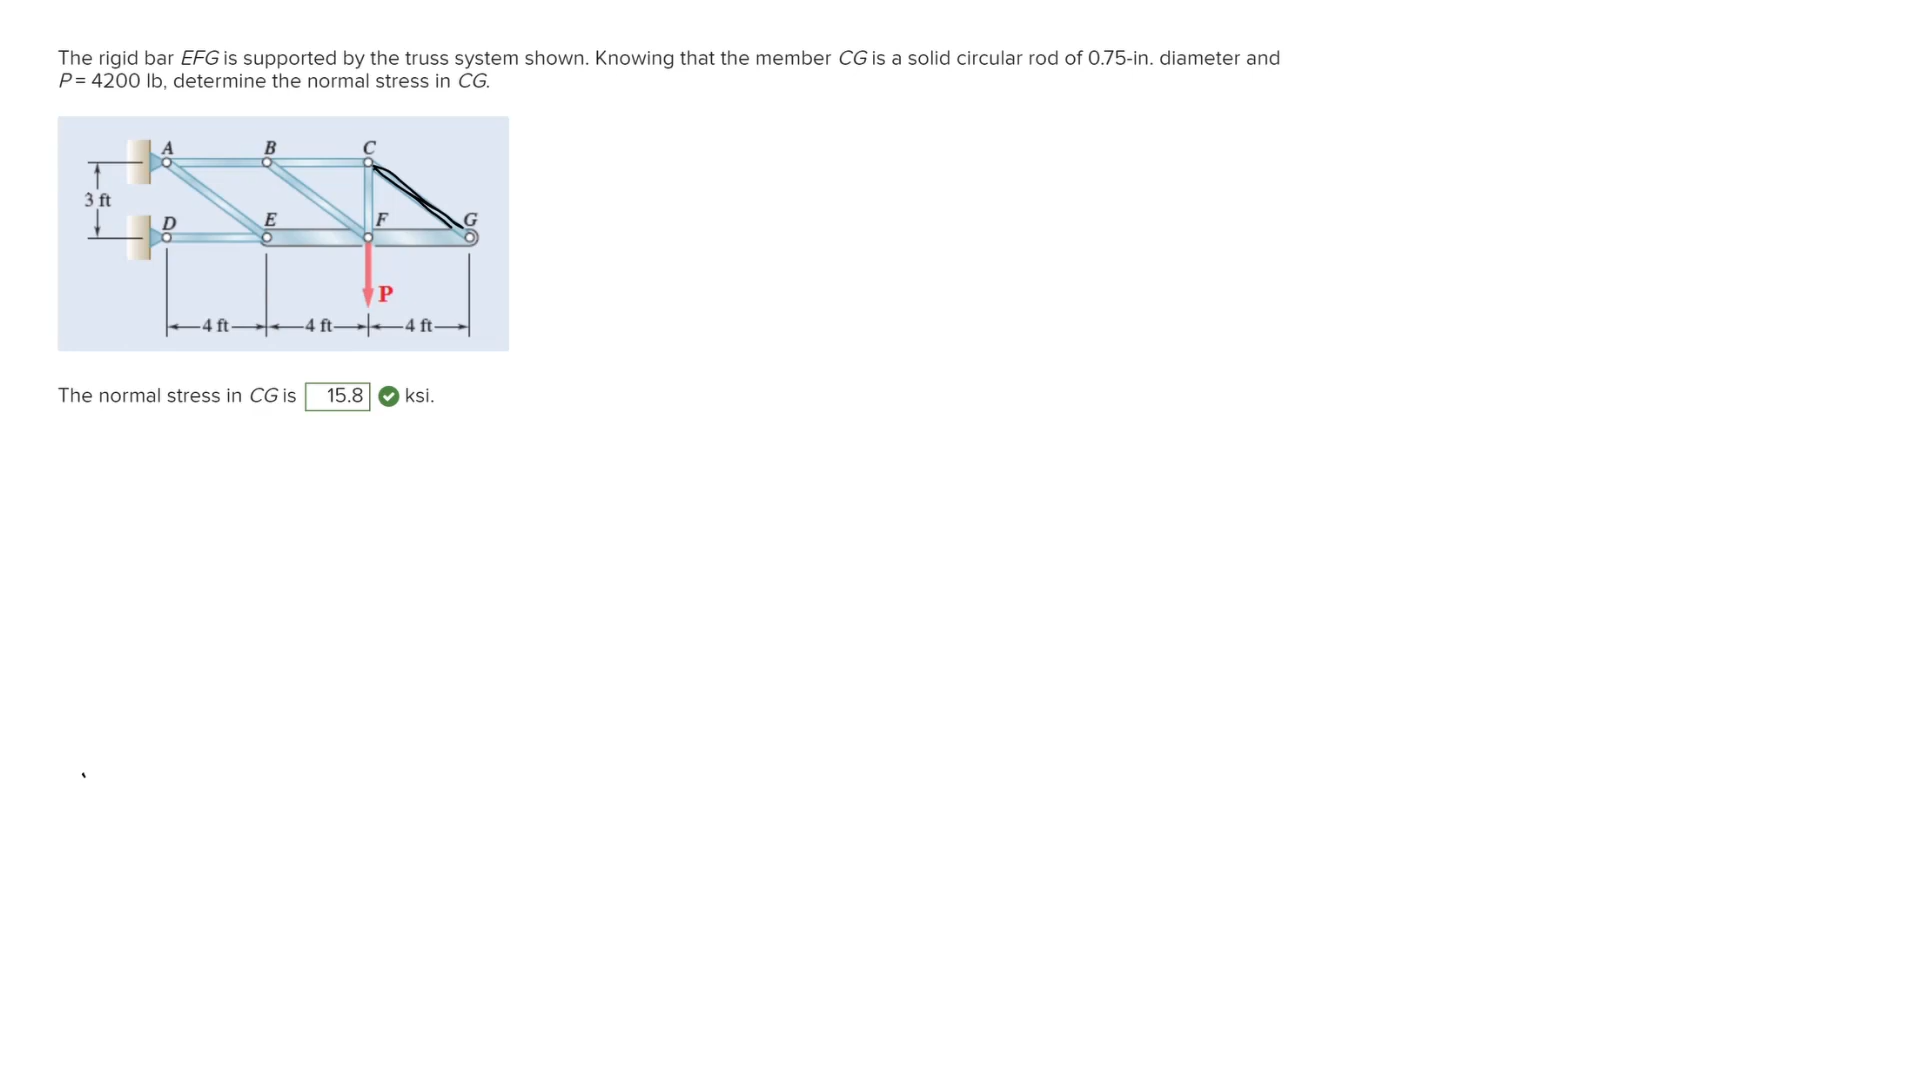 The rigid bar EFG is supported by the truss system shown. Knowing that the member CG is a solid circular rod of 0.75-in. diameter and
P = 4200 lb, determine the normal stress in CG.
A B C
3 ft
D E F G
P
4 ft 4 ft 4 ft
The normal stress in CG is 15.8 ksi.